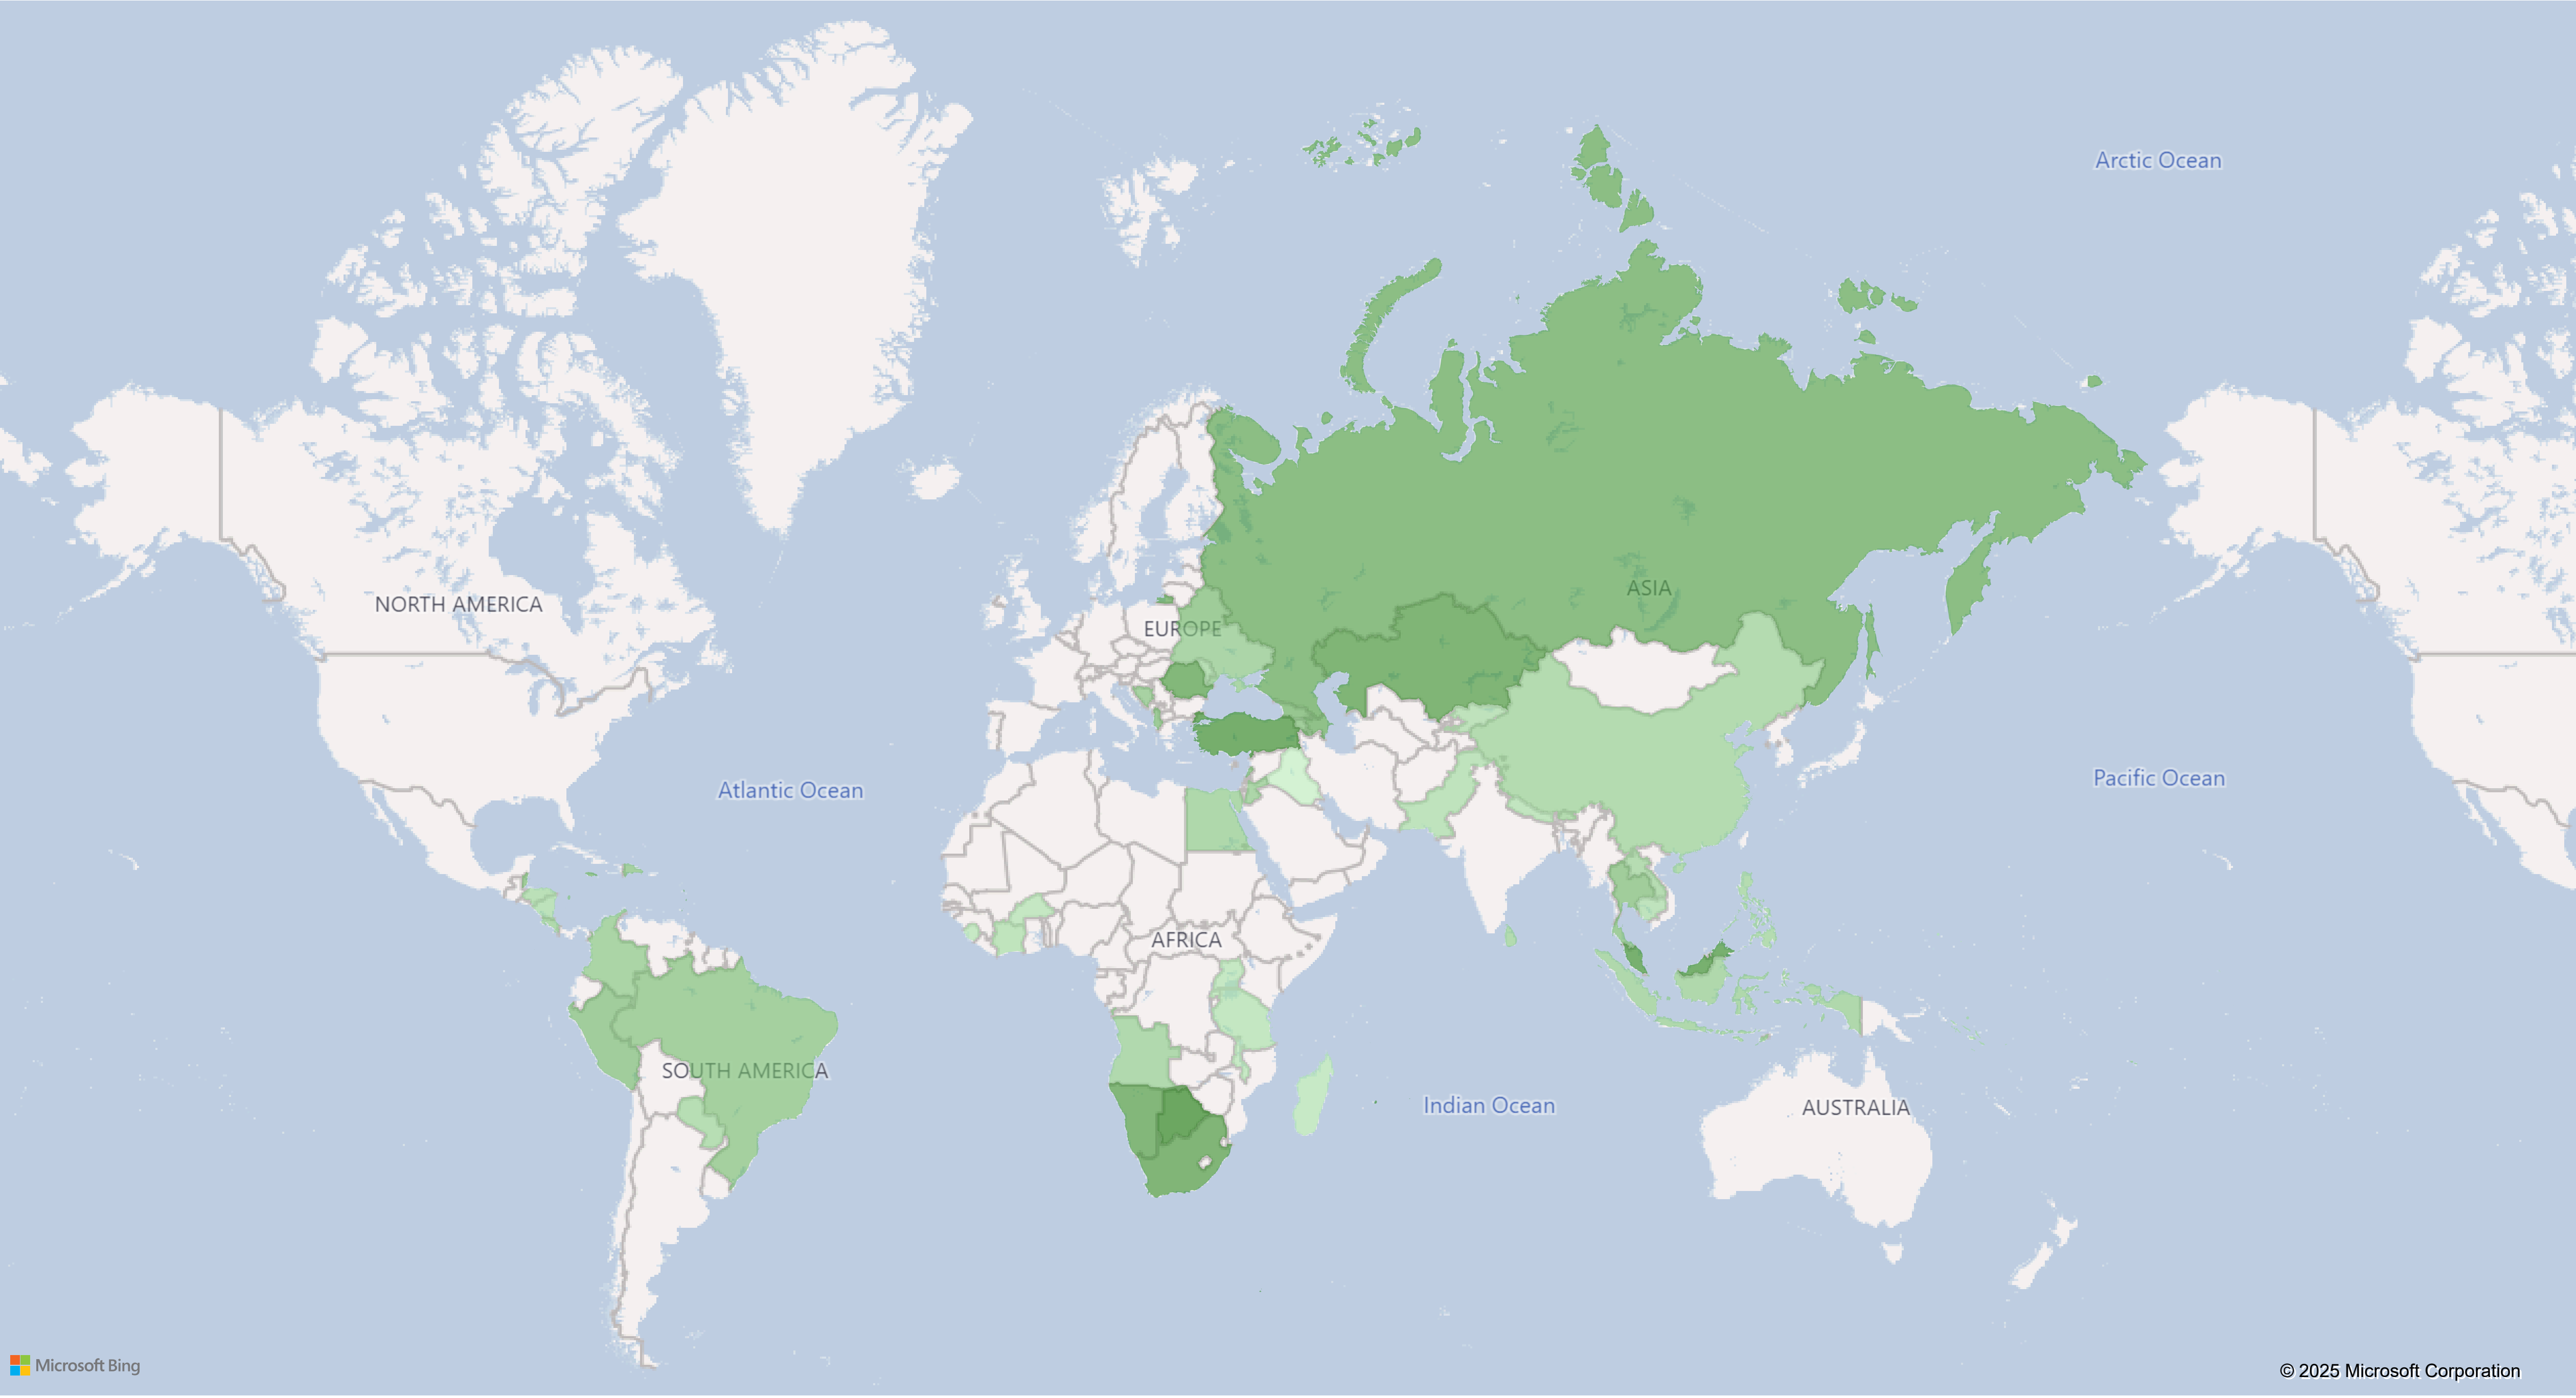 Arctic Ocean
ASIA
NORTH AMERICA
EUROPE
Atlantic Ocean
Pacific Ocean
AFRICA
SOUTH AMERICA
Indian Ocean
AUSTRALIA
Microsoft Bing
© 2025 Microsoft Corporation